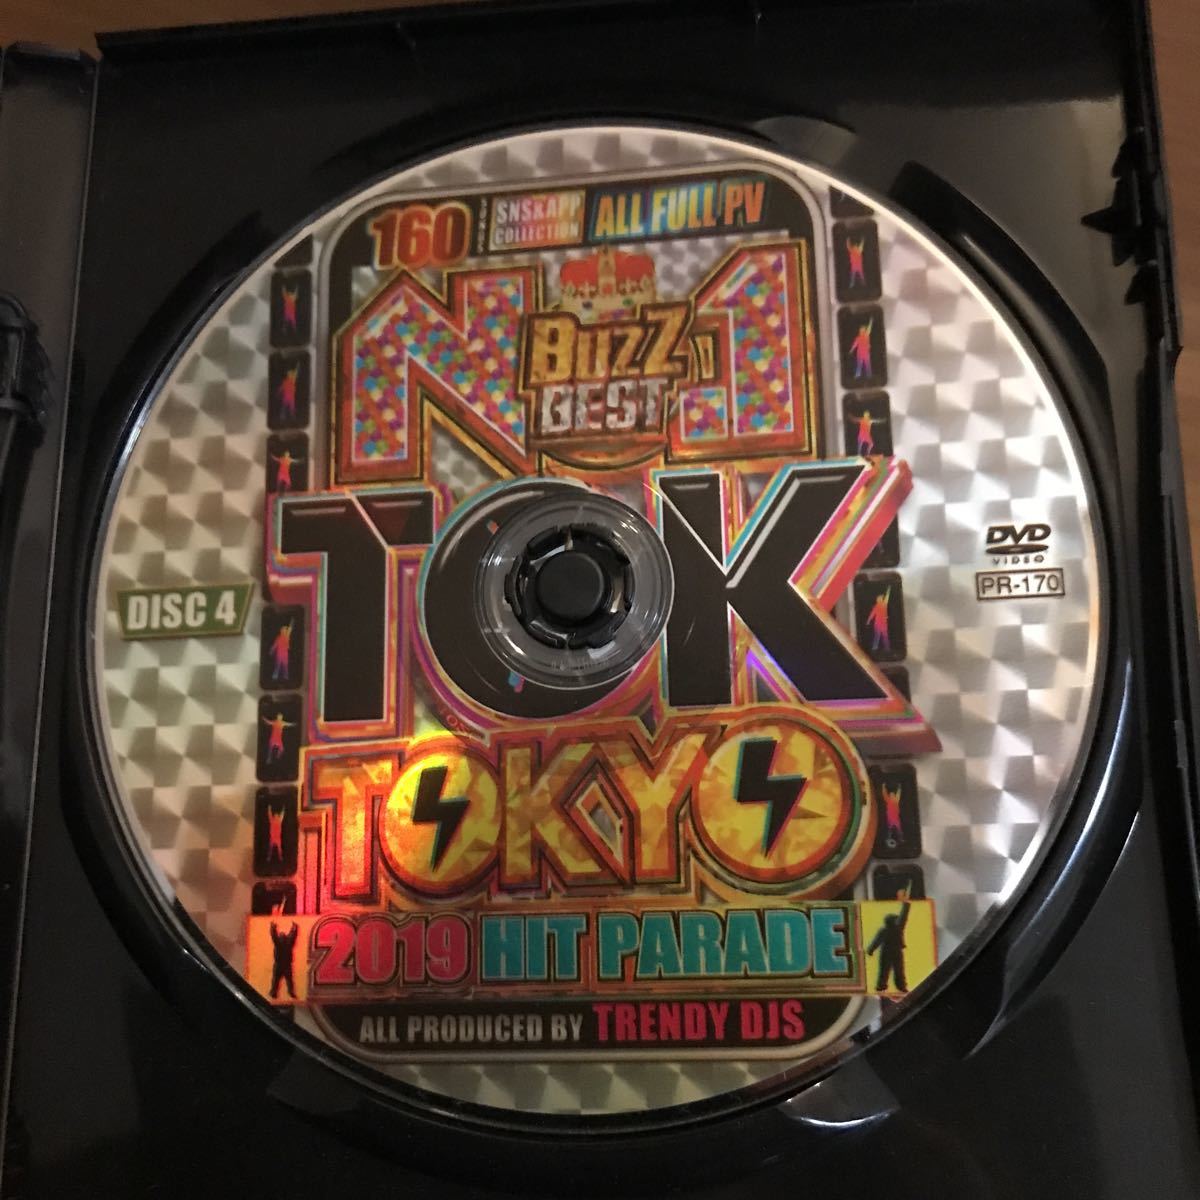 160 SONGS SNS&APP COLLECTION ALL FULL PV
No.1
BUZZ BEST
TOK
TOKYO
2019 HIT PARADE
ALL PRODUCED BY TRENDY DJS
DISC 4
DVD
VIDEO
PR-170